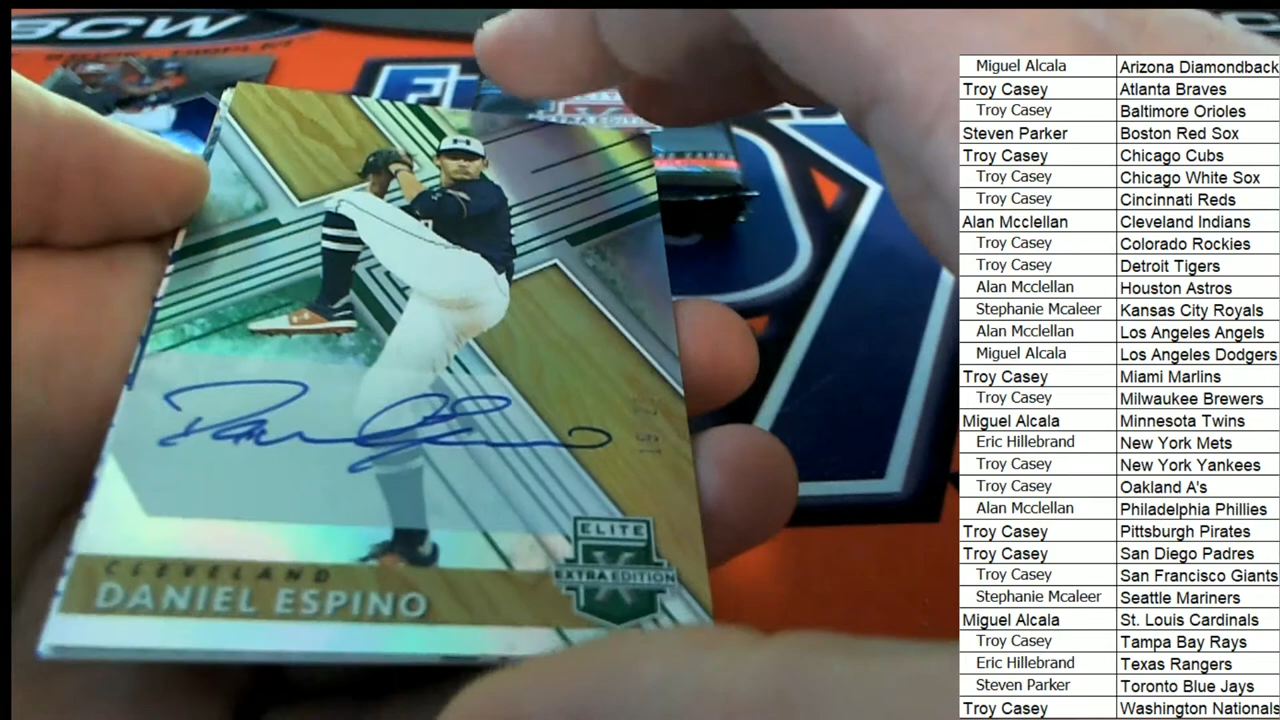 BCW
CLEVELAND
DANIEL ESPINO
ELITE
X
EXTRA EDITION
Miguel Alcala Arizona Diamondback
Troy Casey Atlanta Braves
Troy Casey Baltimore Orioles
Steven Parker Boston Red Sox
Troy Casey Chicago Cubs
Troy Casey Chicago White Sox
Troy Casey Cincinnati Reds
Alan Mcclellan Cleveland Indians
Troy Casey Colorado Rockies
Troy Casey Detroit Tigers
Alan Mcclellan Houston Astros
Stephanie Mcaleer Kansas City Royals
Alan Mcclellan Los Angeles Angels
Miguel Alcala Los Angeles Dodgers
Troy Casey Miami Marlins
Troy Casey Milwaukee Brewers
Miguel Alcala Minnesota Twins
Eric Hillebrand New York Mets
Troy Casey New York Yankees
Troy Casey Oakland A's
Alan Mcclellan Philadelphia Phillies
Troy Casey Pittsburgh Pirates
Troy Casey San Diego Padres
Troy Casey San Francisco Giants
Stephanie Mcaleer Seattle Mariners
Miguel Alcala St. Louis Cardinals
Troy Casey Tampa Bay Rays
Eric Hillebrand Texas Rangers
Steven Parker Toronto Blue Jays
Troy Casey Washington Nationals